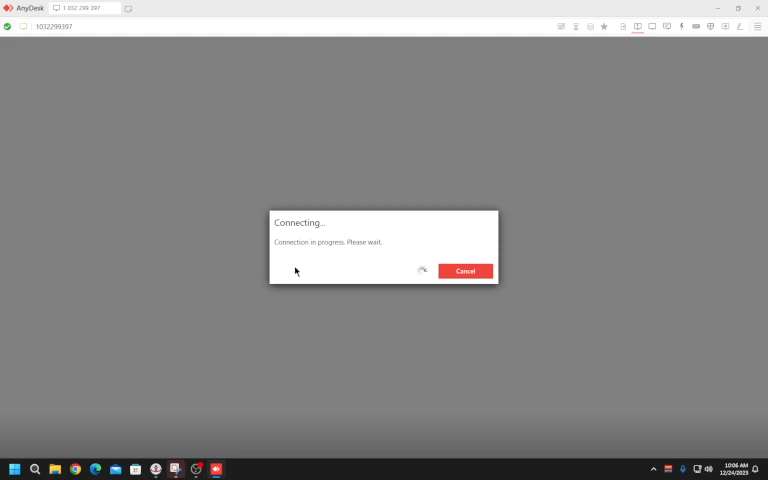 AnyDesk
1 032 299 397
1032299397
Connecting...
Connection in progress. Please wait.
Cancel
10:06 AM
12/24/2023